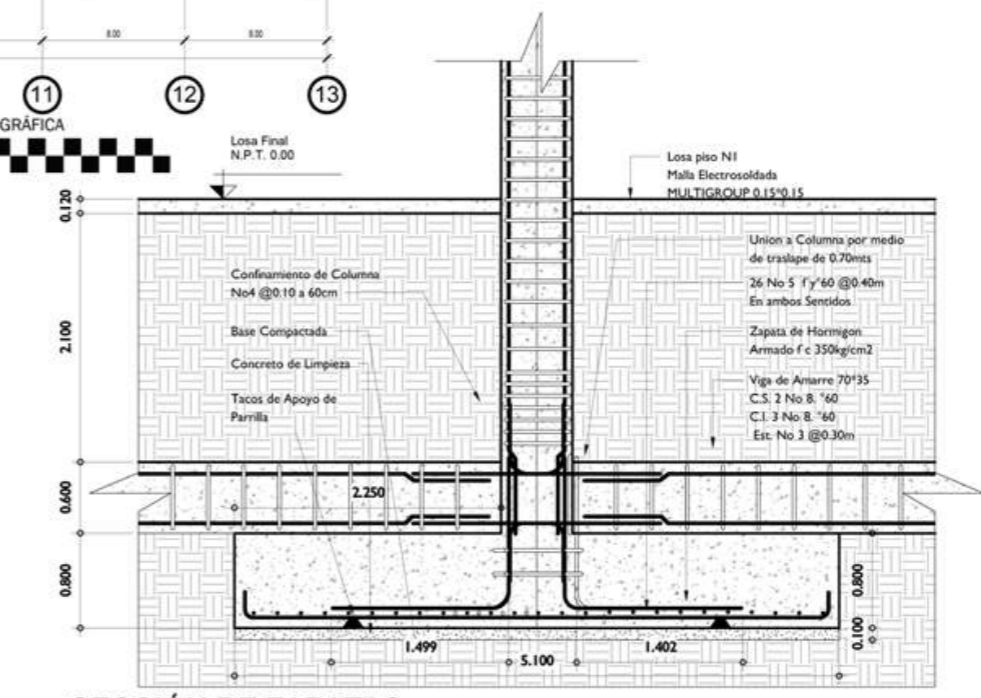 8.00
8.00
11
12
13
GRÁFICA
Losa Final
N.P.T. 0.00
Losa piso N1
Malla Electrosoldada
MULTIGROUP 0.15*0.15
0.120
Union a Columna por medio
de traslape de 0.70mts
26 No 5 f'y*60 @0.40m
En ambos Sentidos
Confinamiento de Columna
No4 @0.10 a 60cm
Base Compactada
Concreto de Limpieza
Tacos de Apoyo de
Parrilla
Zapata de Hormigon
Armado f'c 350kg/cm2
Viga de Amarre 70*35
C.S. 2 No 8. *60
C.I. 3 No 8. *60
Est. No 3 @0.30m
2.100
0.600
2.250
0.800
0.800
0.100
1.499
5.100
1.402